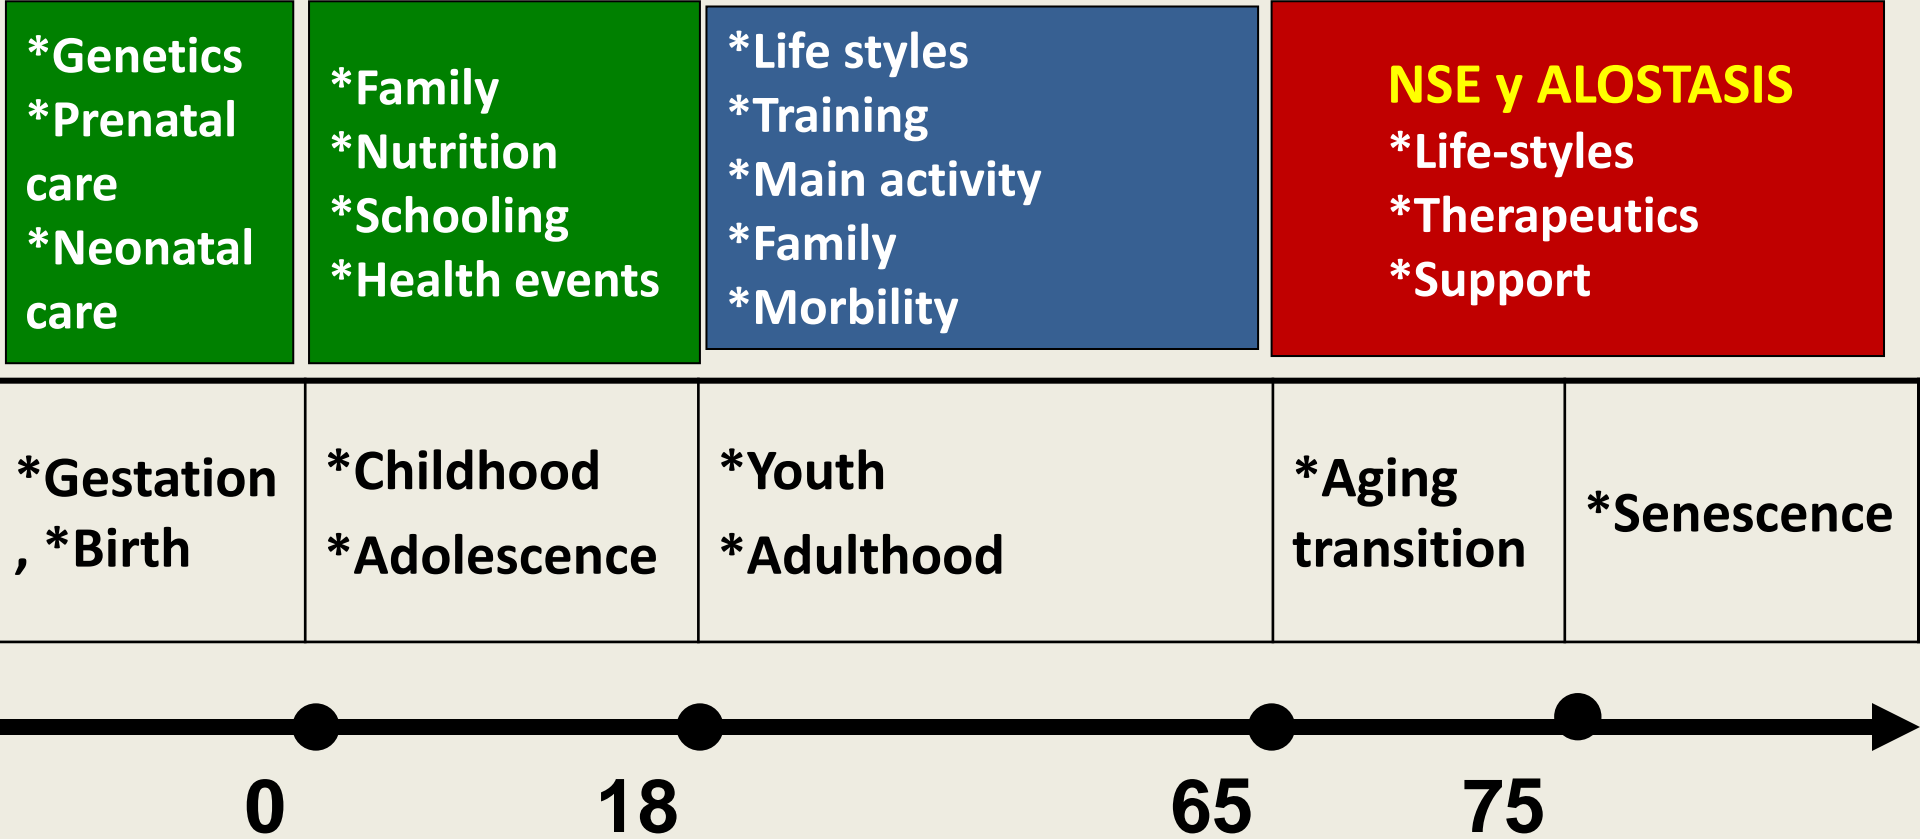 *Genetics
*Prenatal
care
*Neonatal
care
*Family
*Nutrition
*Schooling
*Health events
*Life styles
*Training
*Main activity
*Family
*Morbility
NSE y ALOSTASIS
*Life-styles
*Therapeutics
*Support
*Gestation
, *Birth
*Childhood
*Adolescence
*Youth
*Adulthood
*Aging
transition
*Senescence
0
18
65
75